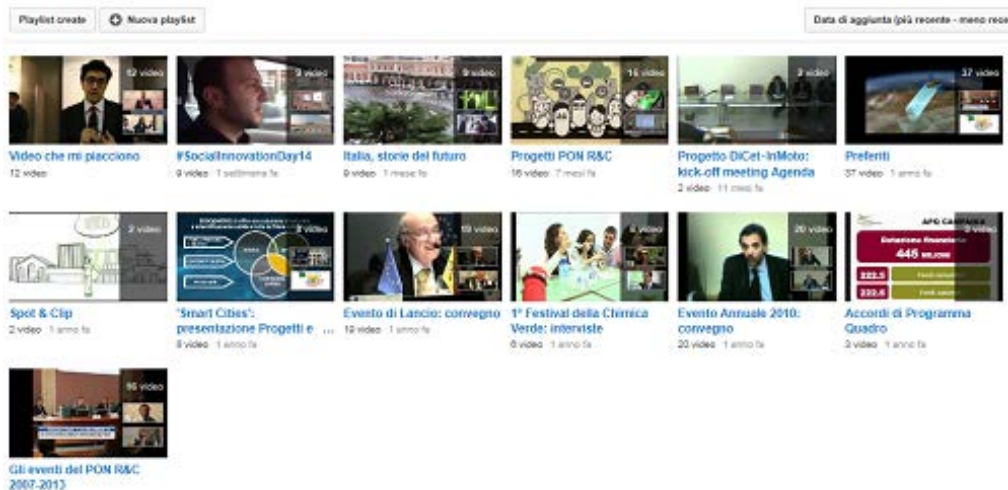 Playlist create
Nuova playlist
Data di aggiunta (più recente - meno rece
12 video
9 video
9 video
16 video
2 video
37 video
Video che mi piacciono
12 video
#SocialInnovationDay14
9 video 1 settimana fa
Italia, storie del futuro
9 video 1 mese fa
Progetti PON R&C
16 video 7 mesi fa
Progetto DiCet-InMoto:
kick-off meeting Agenda
2 video 11 mesi fa
Preferiti
37 video 1 anno fa
2 video
8 video
19 video
6 video
20 video
3 video
APQ CAMPANIA
Dotazione finanziaria
448 MILIONI
222.5
222.6
Spot & Clip
2 video 1 anno fa
'Smart Cities':
presentazione Progetti e ...
8 video 1 anno fa
Evento di Lancio: convegno
19 video 1 anno fa
1° Festival della Chimica
Verde: interviste
6 video 1 anno fa
Evento Annuale 2010:
convegno
20 video 1 anno fa
Accordi di Programma
Quadro
3 video 1 anno fa
16 video
Gli eventi del PON R&C
2007-2013